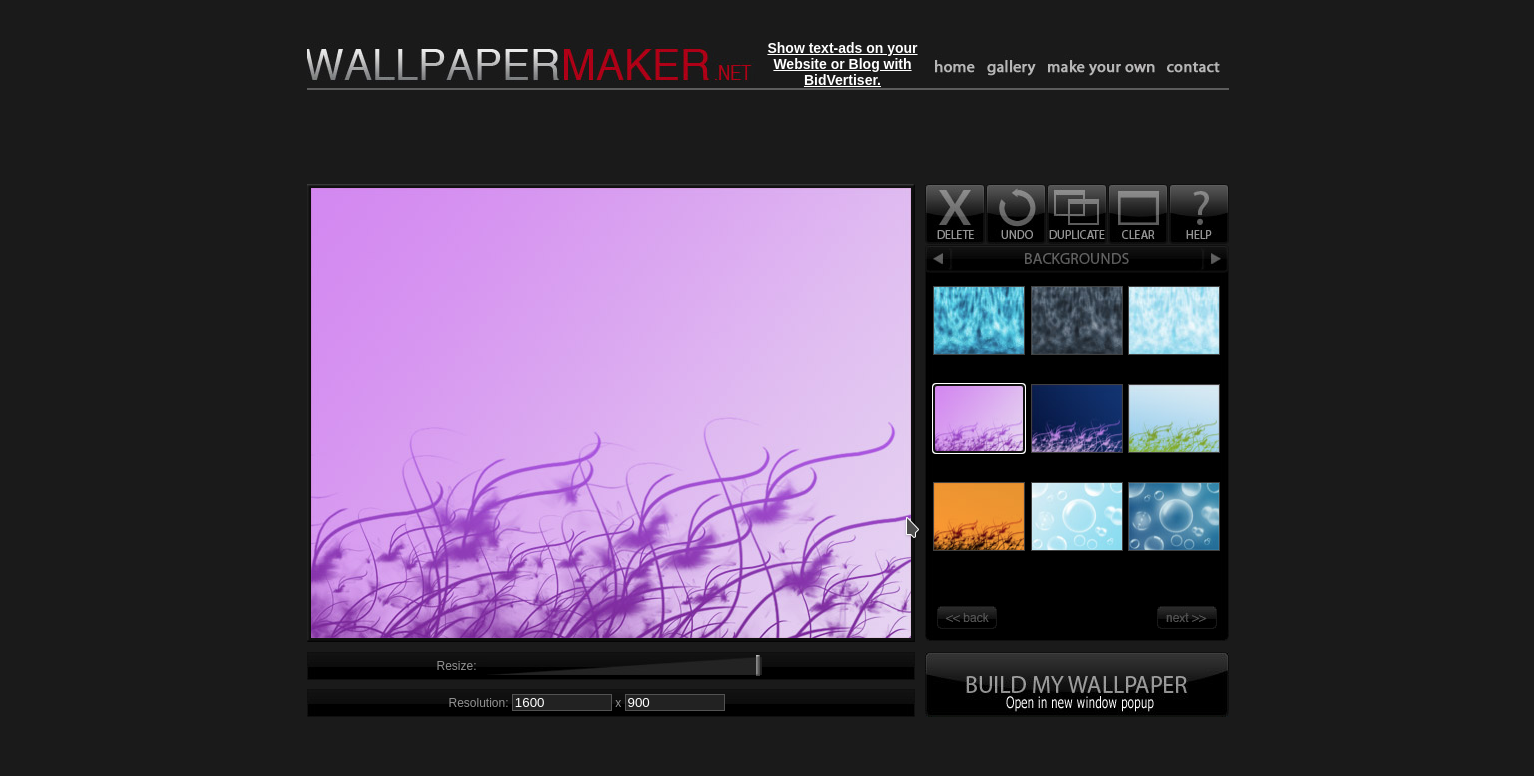 WALLPAPERMAKER.NET
Show text-ads on your
Website or Blog with
BidVertiser.
home gallery make your own contact
DELETE UNDO DUPLICATE CLEAR HELP
BACKGROUNDS
<< back next >>
Resize:
Resolution: 1600 x 900
BUILD MY WALLPAPER
Open in new window popup